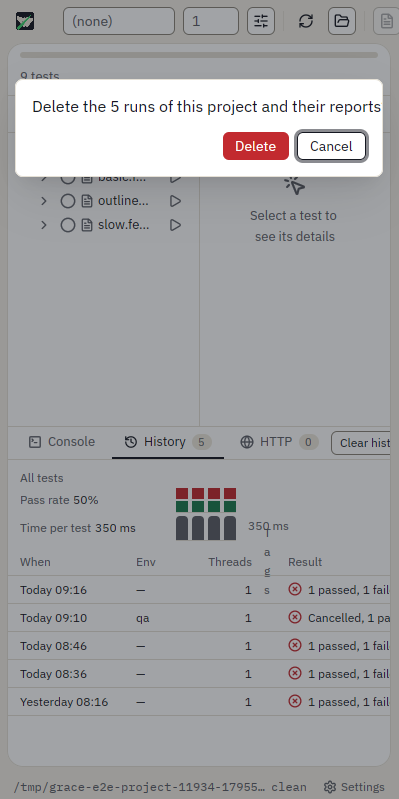 (none) 1
9 tests
Delete the 5 runs of this project and their reports
Delete Cancel
outline...
slow.fe...
Select a test to
see its details
Console History 5 HTTP 0 Clear hist
All tests
Pass rate 50%
Time per test 350 ms 350 ms
When Env Threads Tags Result
Today 09:16 — 1 1 passed, 1 fail
Today 09:10 qa 1 Cancelled, 1 pa
Today 08:46 — 1 1 passed, 1 fail
Today 08:36 — 1 1 passed, 1 fail
Yesterday 08:16 — 1 1 passed, 1 fail
/tmp/grace-e2e-project-11934-17955… clean Settings